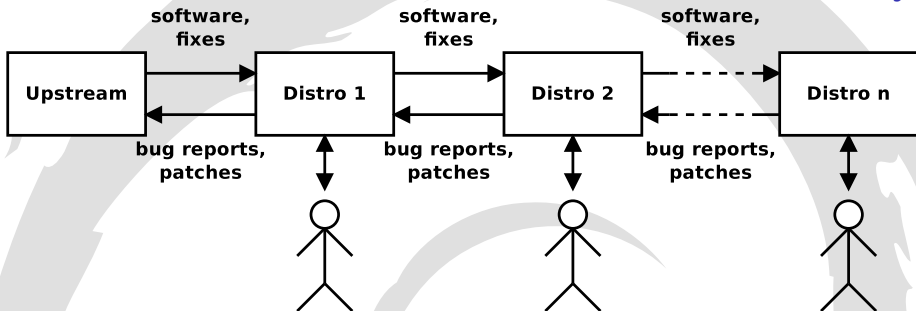 software,
fixes
software,
fixes
software,
fixes
Upstream
Distro 1
Distro 2
Distro n
bug reports,
patches
bug reports,
patches
bug reports,
patches